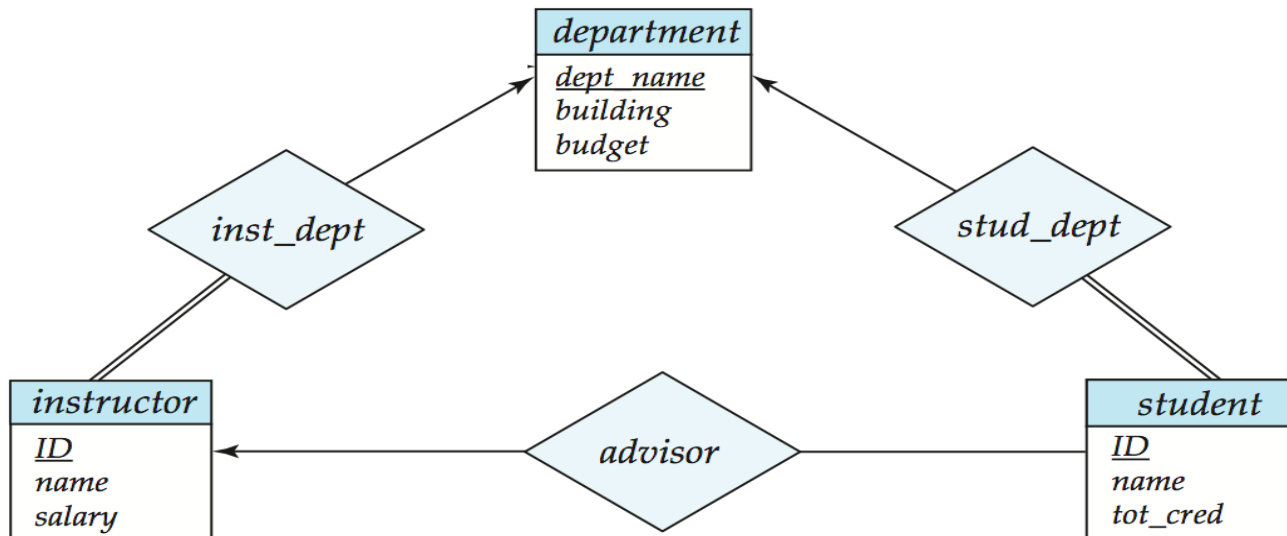 department
dept_name
building
budget
inst_dept
stud_dept
instructor
ID
name
salary
advisor
student
ID
name
tot_cred